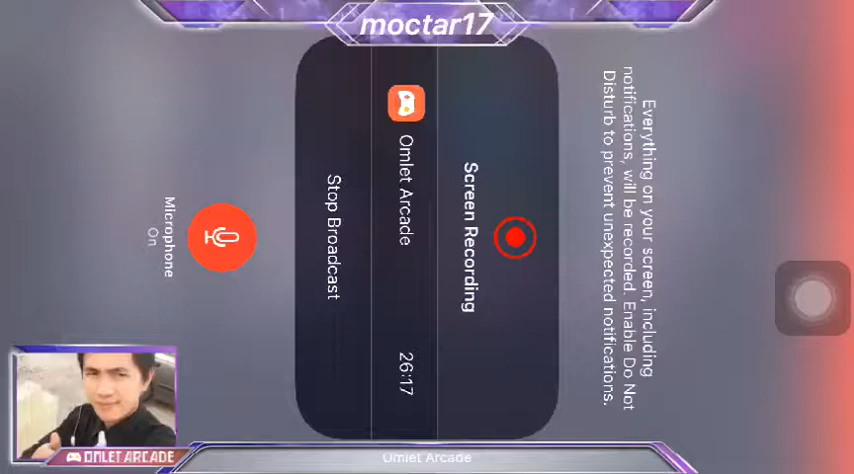 moctar17
Everything on your screen, including
notifications, will be recorded. Enable Do Not
Disturb to prevent unexpected notifications.
Screen Recording
Omlet Arcade 26:17
Stop Broadcast
Microphone
On
OMLET ARCADE
Omlet Arcade